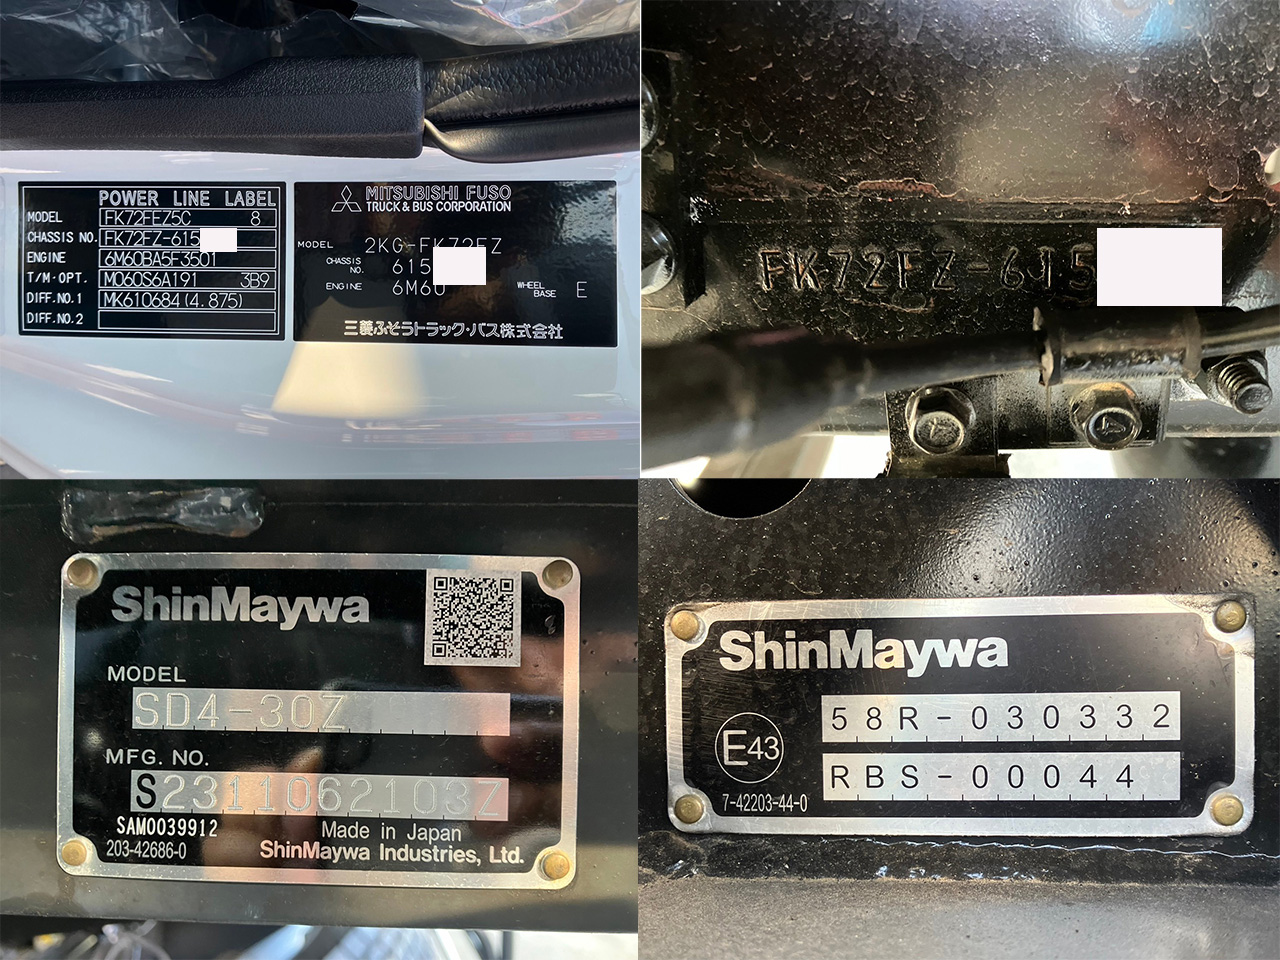 POWER LINE LABEL
MODEL FK72FEZ5C 8
CHASSIS NO. FK72FZ-615
ENGINE 6M60BA5F3501
T/M·OPT. M060S6A191 3B9
DIFF.NO.1 MK610684(4.875)
DIFF.NO.2
MITSUBISHI FUSO
TRUCK & BUS CORPORATION
MODEL 2KG-FK72FZ
CHASSIS NO. 615
ENGINE 6M60
WHEEL BASE E
三菱ふそうトラック・バス株式会社
FK72FZ-615
ShinMaywa
MODEL
SD4-30Z
MFG. NO.
S2311062103Z
SAM0039912
203-42686-0
Made in Japan
ShinMaywa Industries, Ltd.
ShinMaywa
E43
58R-030332
RBS-00044
7-42203-44-0